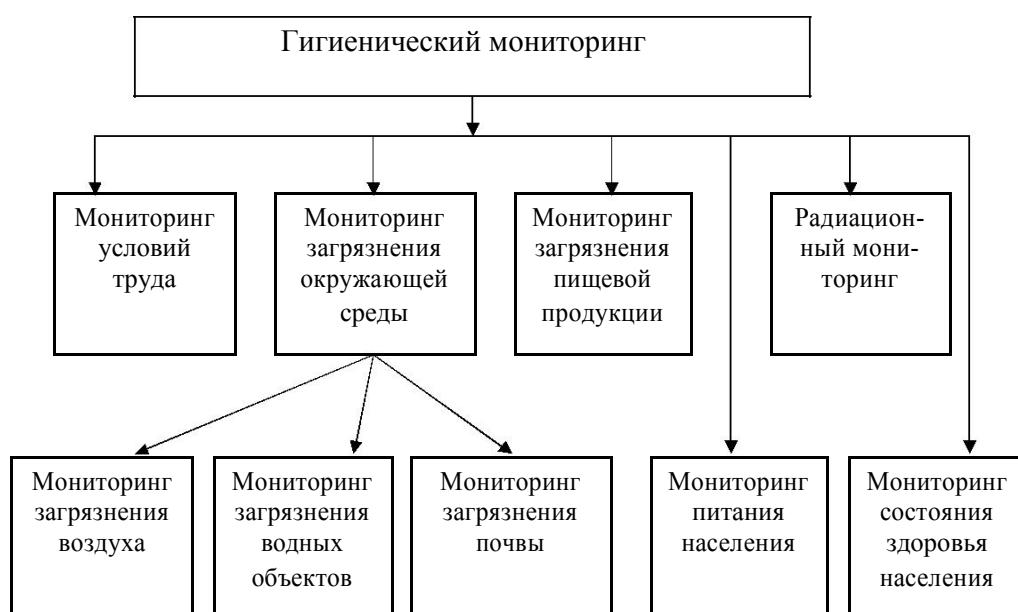 Гигиенический мониторинг
Мониторинг
условий
труда
Мониторинг
загрязнения
окружающей
среды
Мониторинг
загрязнения
пищевой
продукции
Радиацион-
ный мони-
торинг
Мониторинг
загрязнения
воздуха
Мониторинг
загрязнения
водных
объектов
Мониторинг
загрязнения
почвы
Мониторинг
питания
населения
Мониторинг
состояния
здоровья
населения